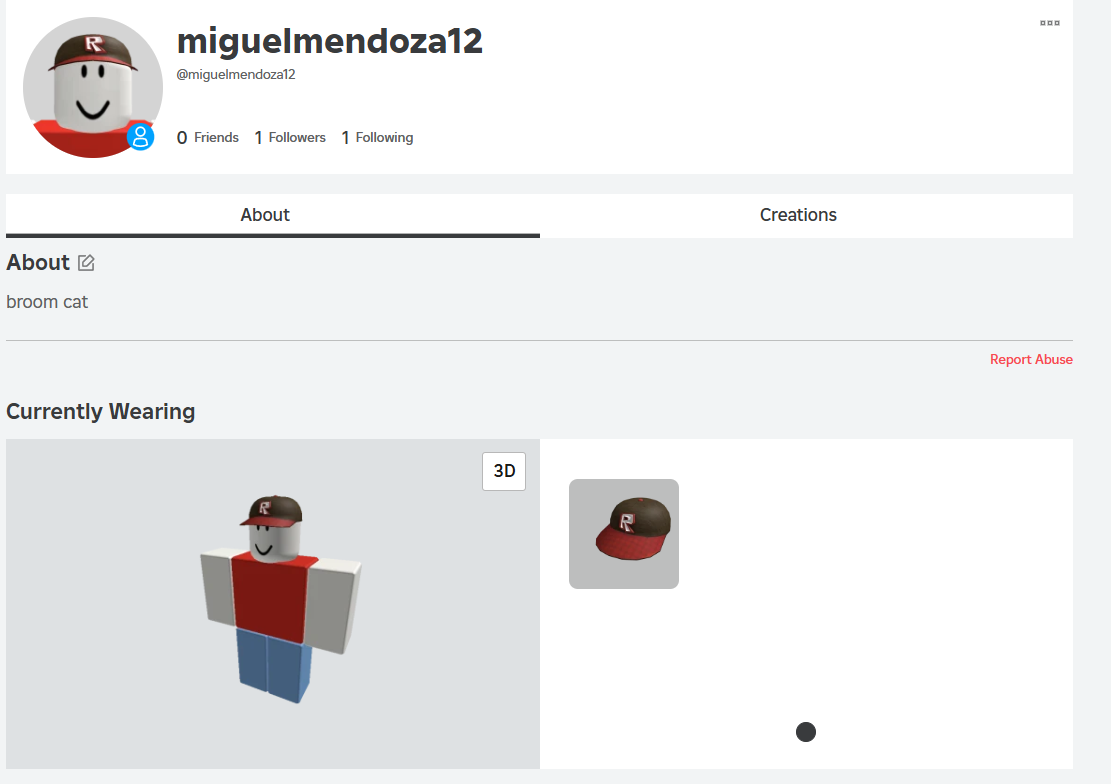 miguelmendoza12
@miguelmendoza12
0 Friends 1 Followers 1 Following
About Creations
About
broom cat
Report Abuse
Currently Wearing
3D
R
R
R